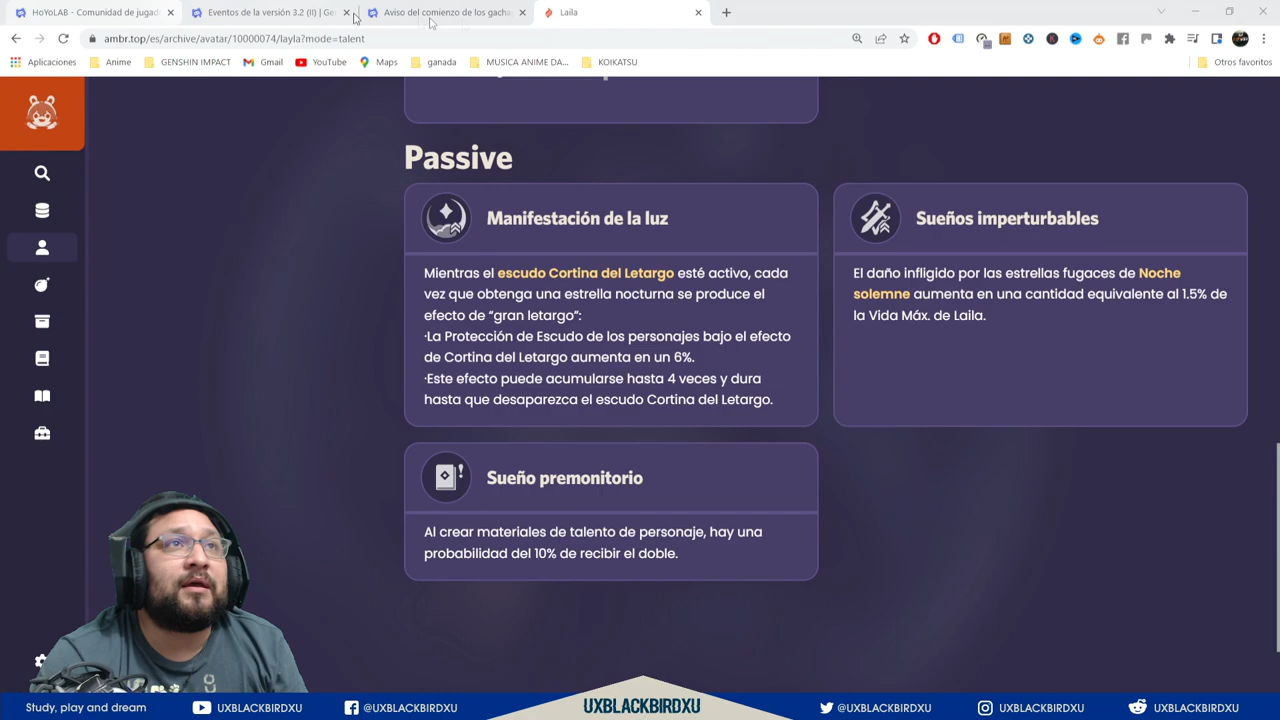 HoYoLAB - Comunidad de jugad
Eventos de la versión 3.2 (II) | Ge
Aviso del comienzo de los gacha
Laila
ambr.top/es/archive/avatar/10000074/layla?mode=talent
Aplicaciones
Anime
GENSHIN IMPACT
Gmail
YouTube
Maps
ganada
MUSICA ANIME DA...
KOIKATSU
Otros favoritos
Passive
Manifestación de la luz
Mientras el escudo Cortina del Letargo esté activo, cada
vez que obtenga una estrella nocturna se produce el
efecto de “gran letargo”:
·La Protección de Escudo de los personajes bajo el efecto
de Cortina del Letargo aumenta en un 6%.
·Este efecto puede acumularse hasta 4 veces y dura
hasta que desaparezca el escudo Cortina del Letargo.
Sueños imperturbables
El daño infligido por las estrellas fugaces de Noche
solemne aumenta en una cantidad equivalente al 1.5% de
la Vida Máx. de Laila.
Sueño premonitorio
Al crear materiales de talento de personaje, hay una
probabilidad del 10% de recibir el doble.
Study, play and dream
UXBLACKBIRDXU
@UXBLACKBIRDXU
UXBLACKBIRDXU
@UXBLACKBIRDXU
UXBLACKBIRDXU
UXBLACKBIRDXU